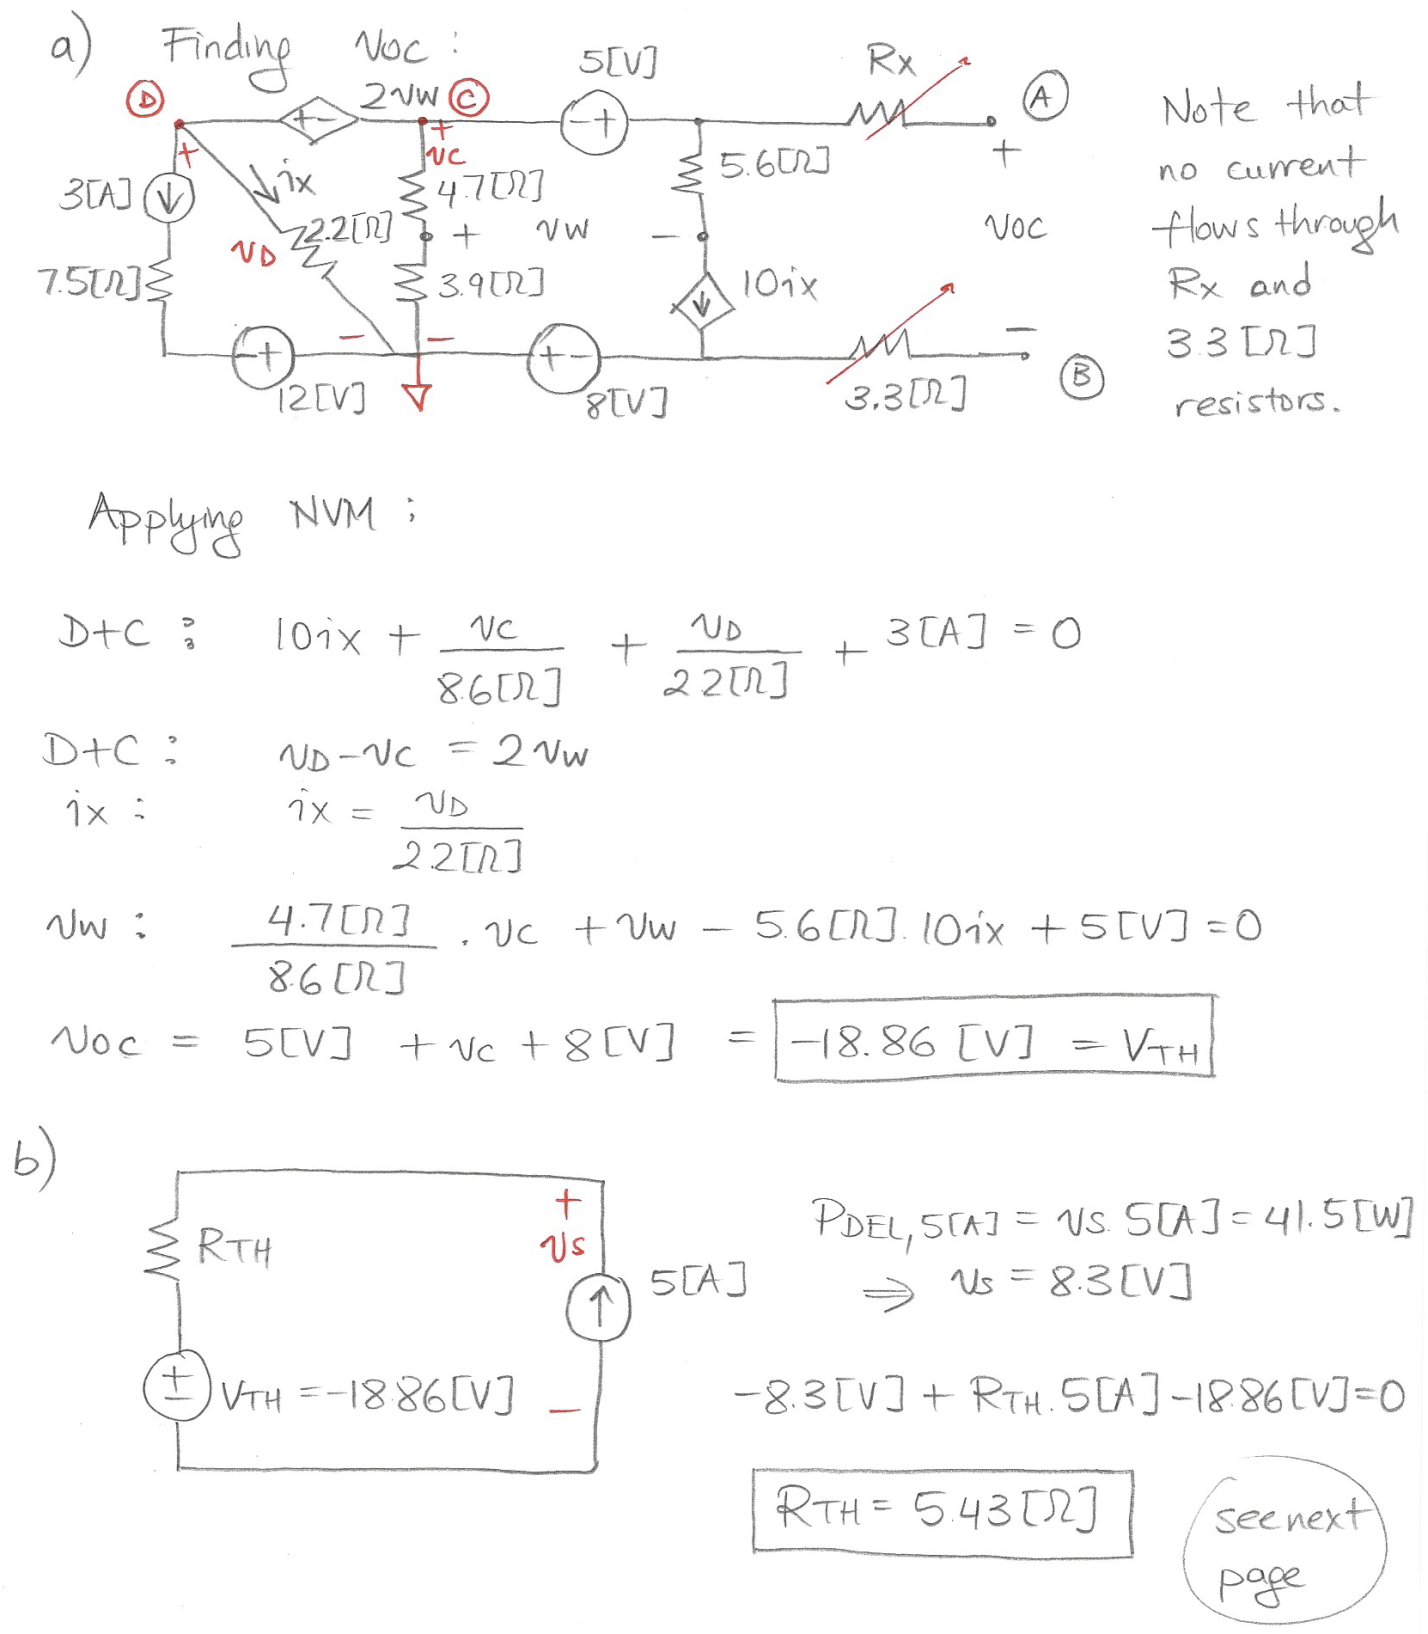 a) Finding voc :
5[V]
Rx
D
2vw
C
A
Note that
+-
+
-+
vc
5.6[Ω]
+
no current
+
ix
3[A]
4.7[Ω]
2.2[Ω]
+ vw -
voc
flows through
vD
7.5[Ω]
3.9[Ω]
10ix
Rx and
-
-
-
3.3[Ω]
-+
+-
B
12[V]
8[V]
3.3[Ω]
resistors.
Applying NVM :
D+C : 10ix + vc/8.6[Ω] + vD/2.2[Ω] + 3[A] = 0
D+C : vD - vc = 2vw
ix : ix = vD/2.2[Ω]
vw : 4.7[Ω]/8.6[Ω] . vc + vw - 5.6[Ω]. 10ix + 5[V] = 0
voc = 5[V] + vc + 8[V] = -18.86 [V] = VTH
b)
+
RTH
vs
PDEL,5[A] = vs. 5[A] = 41.5[W]
5[A]
⇒ vs = 8.3[V]
± VTH = -18.86[V]
-
-8.3[V] + RTH. 5[A] -18.86[V]=0
RTH = 5.43[Ω]
see next
page